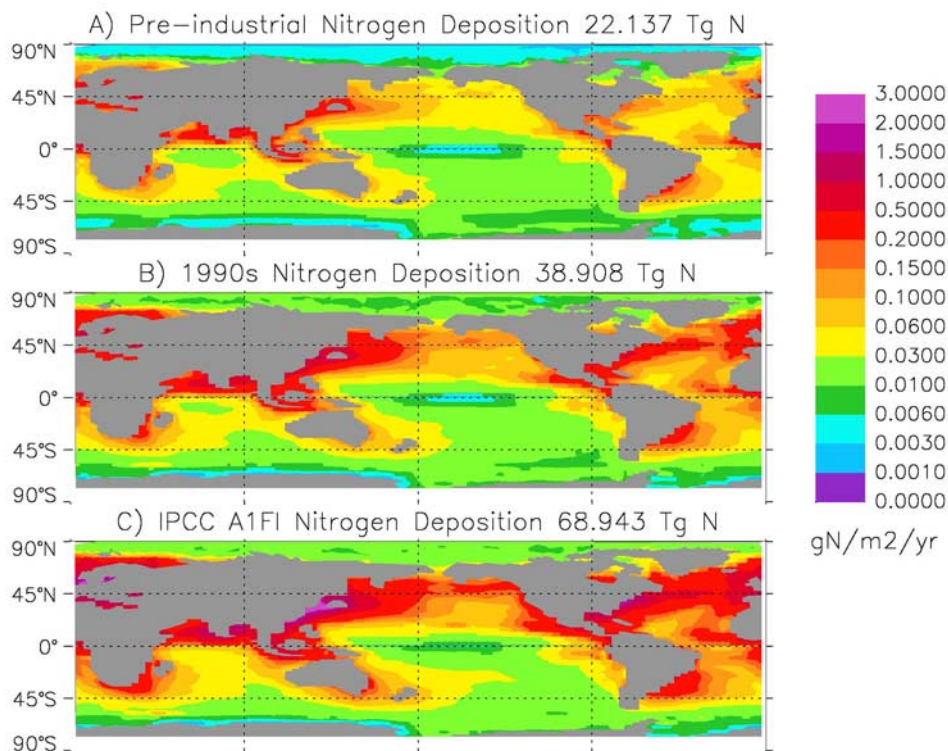 A) Pre-industrial Nitrogen Deposition 22.137 Tg N
90°N
45°N
0°
45°S
90°S
B) 1990s Nitrogen Deposition 38.908 Tg N
90°N
45°N
0°
45°S
90°S
C) IPCC A1FI Nitrogen Deposition 68.943 Tg N
90°N
45°N
0°
45°S
90°S
3.0000
2.0000
1.5000
1.0000
0.5000
0.2000
0.1500
0.1000
0.0600
0.0300
0.0100
0.0060
0.0030
0.0010
0.0000
gN/m2/yr